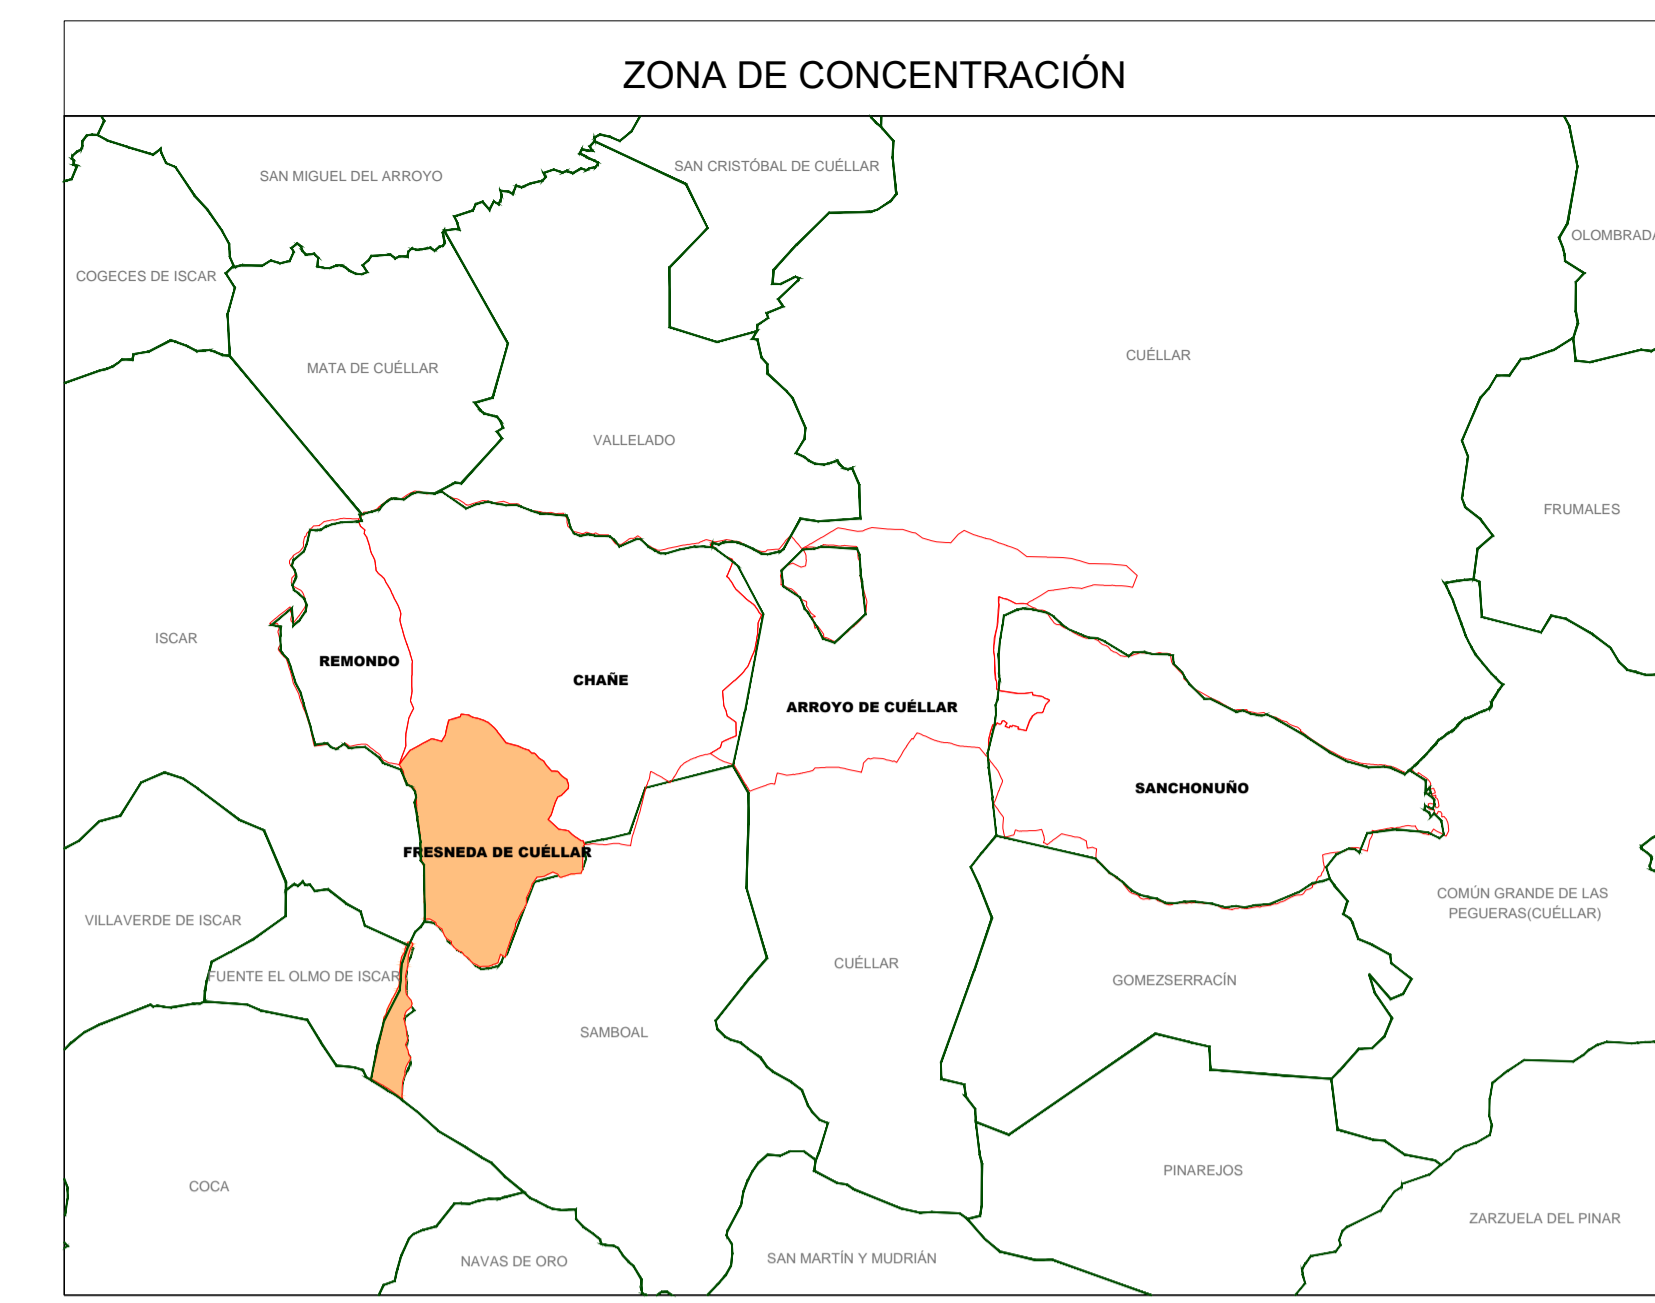 ZONA DE CONCENTRACIÓN
SAN MIGUEL DEL ARROYO
SAN CRISTÓBAL DE CUÉLLAR
OLOMBRADA
COGECES DE ISCAR
MATA DE CUÉLLAR
CUÉLLAR
VALLELADO
FRUMALES
ISCAR
REMONDO
CHAÑE
ARROYO DE CUÉLLAR
SANCHONUÑO
FRESNEDA DE CUÉLLAR
VILLAVERDE DE ISCAR
COMÚN GRANDE DE LAS
PEGUERAS(CUÉLLAR)
FUENTE EL OLMO DE ISCAR
CUÉLLAR
GOMEZSERRACÍN
SAMBOAL
PINAREJOS
COCA
ZARZUELA DEL PINAR
NAVAS DE ORO
SAN MARTÍN Y MUDRIÁN